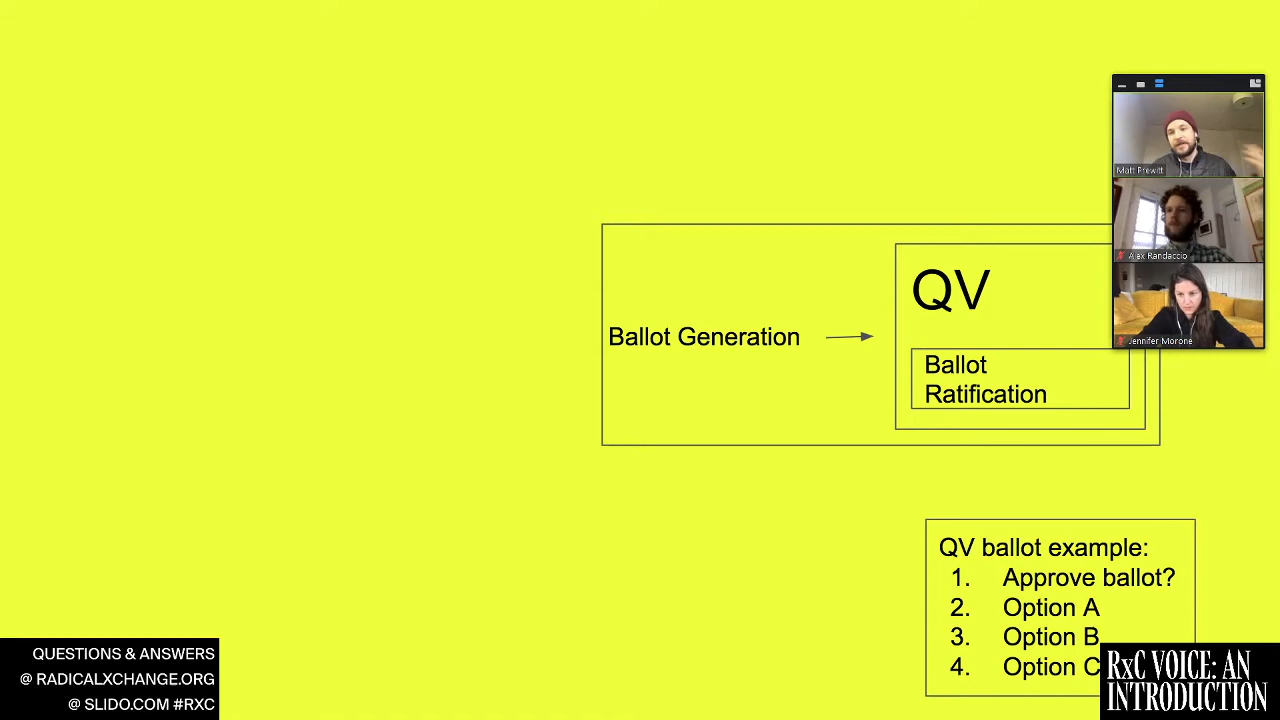 Matt Prewitt
Alex Randaccio
Jennifer Morone
QV
Ballot Generation
Ballot
Ratification
QV ballot example:
1. Approve ballot?
2. Option A
3. Option B
4. Option C
QUESTIONS & ANSWERS
@ RADICALXCHANGE.ORG
@ SLIDO.COM #RXC
RxC VOICE: AN
INTRODUCTION